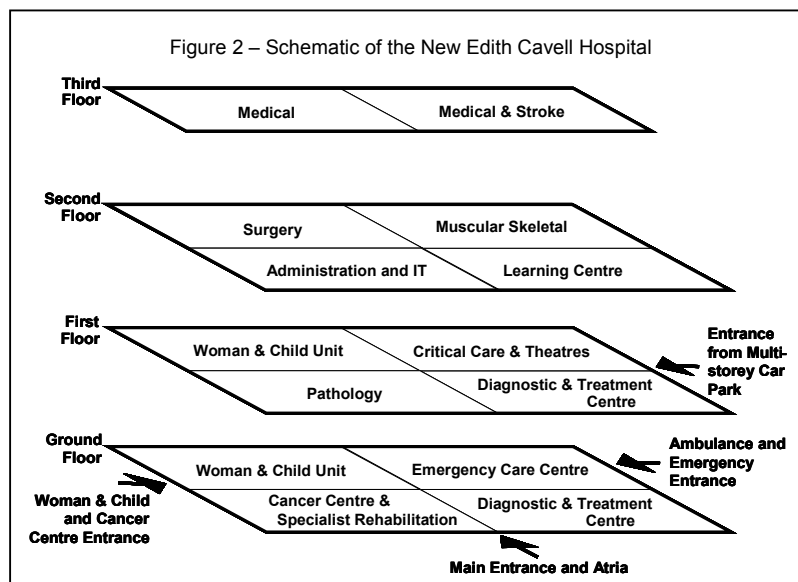 Figure 2 – Schematic of the New Edith Cavell Hospital
Third
Floor
Medical
Medical & Stroke
Second
Floor
Surgery
Muscular Skeletal
Administration and IT
Learning Centre
First
Floor
Woman & Child Unit
Critical Care & Theatres
Pathology
Diagnostic & Treatment
Centre
Entrance
from Multi-
storey Car
Park
Ground
Floor
Woman & Child Unit
Emergency Care Centre
Cancer Centre &
Specialist Rehabilitation
Diagnostic & Treatment
Centre
Ambulance and
Emergency
Entrance
Woman & Child
and Cancer
Centre Entrance
Main Entrance and Atria